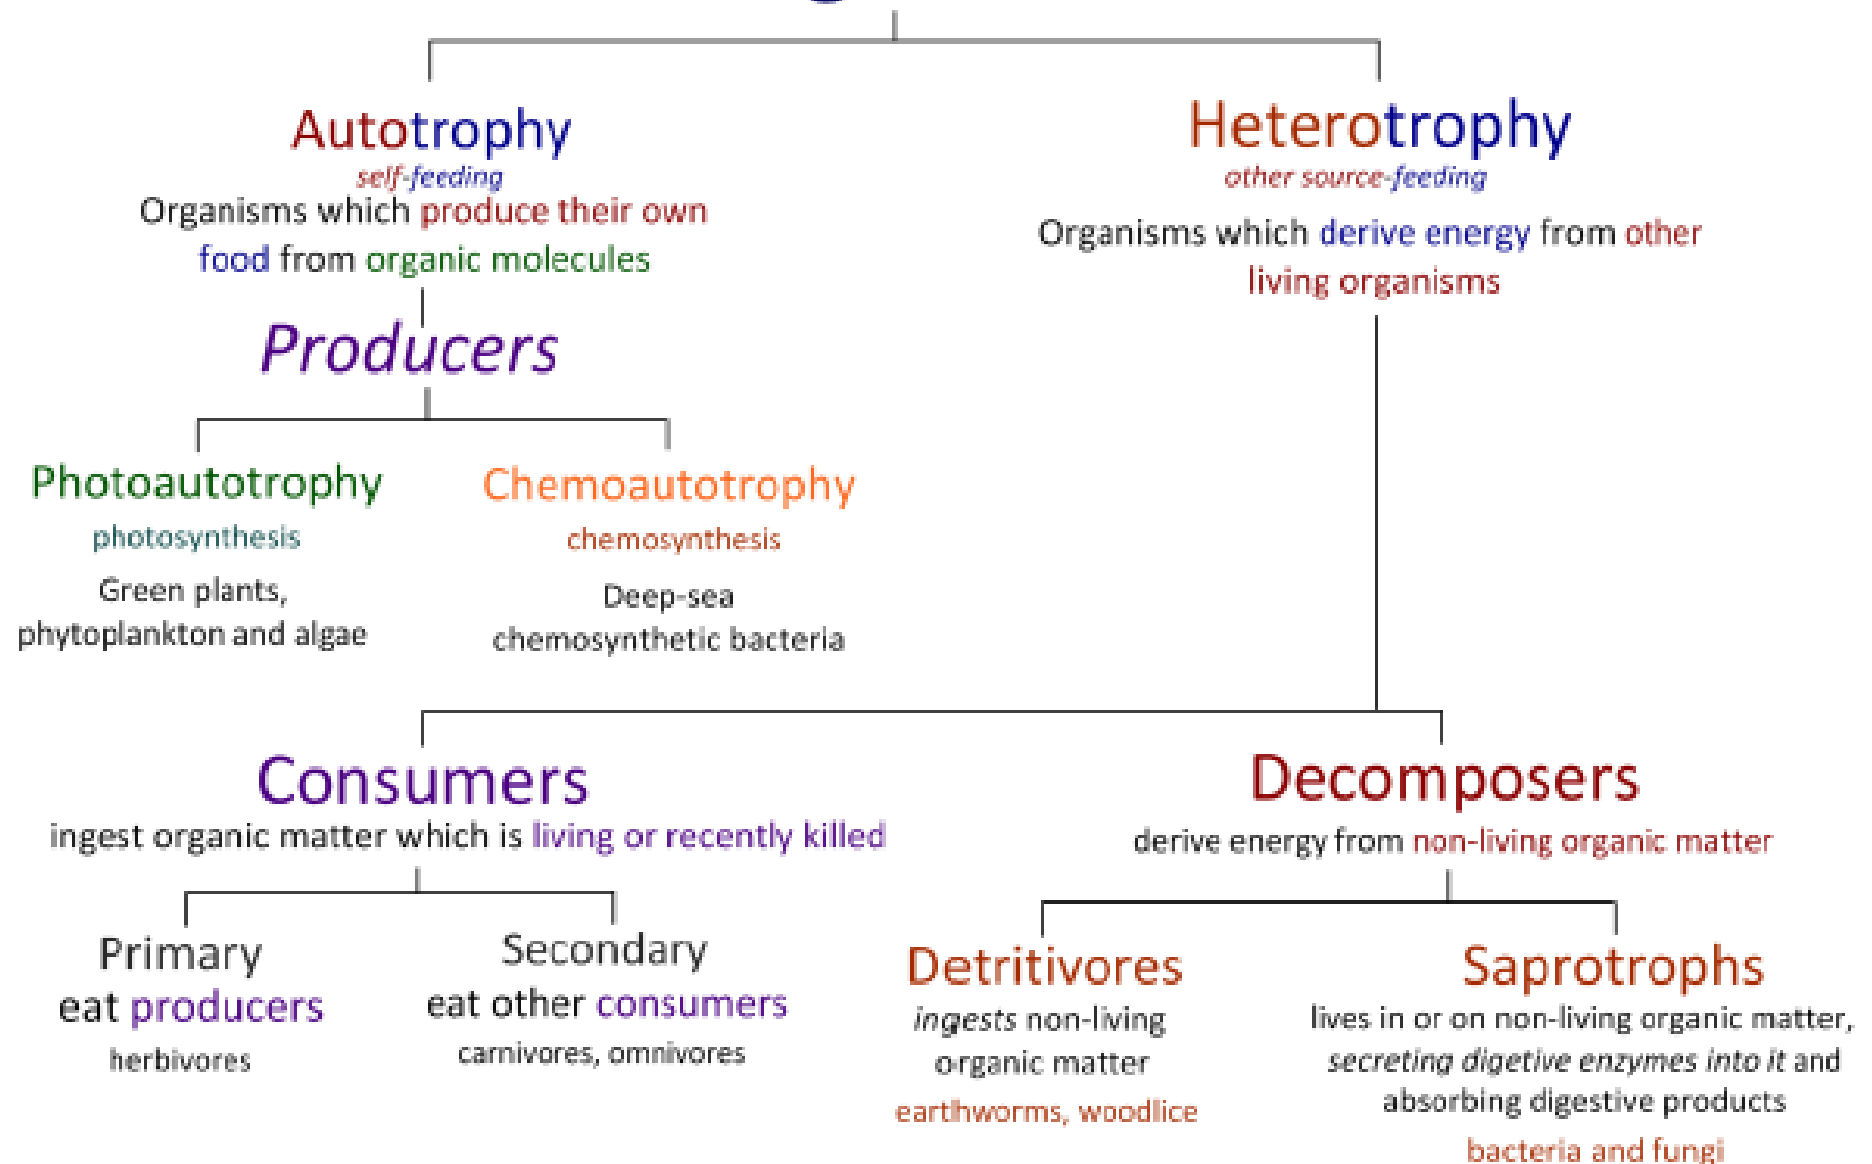 Autotrophy
self-feeding
Organisms which produce their own
food from organic molecules
Heterotrophy
other source-feeding
Organisms which derive energy from other
living organisms
Producers
Photoautotrophy
photosynthesis
Green plants,
phytoplankton and algae
Chemoautotrophy
chemosynthesis
Deep-sea
chemosynthetic bacteria
Consumers
ingest organic matter which is living or recently killed
Primary
eat producers
herbivores
Secondary
eat other consumers
carnivores, omnivores
Decomposers
derive energy from non-living organic matter
Detritivores
ingests non-living
organic matter
earthworms, woodlice
Saprotrophs
lives in or on non-living organic matter,
secreting digetive enzymes into it and
absorbing digestive products
bacteria and fungi